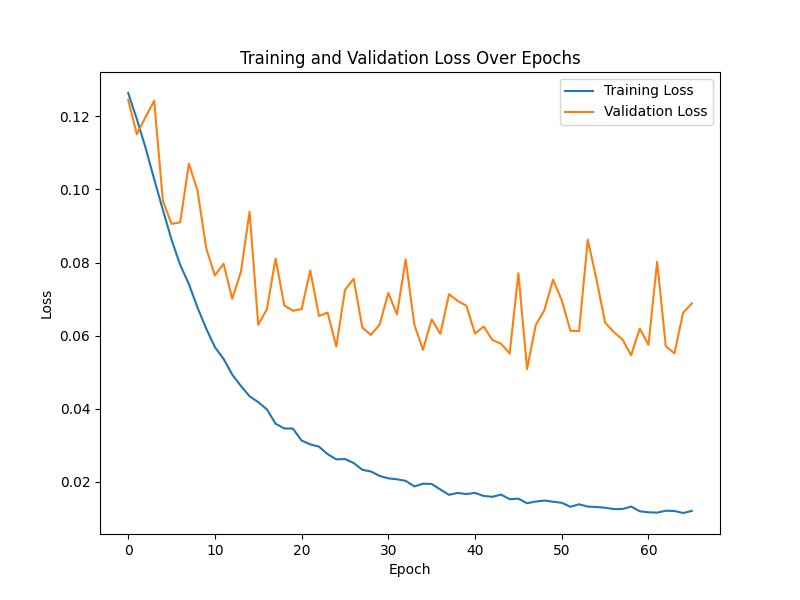 Training and Validation Loss Over Epochs
Training Loss
Validation Loss
0.12
0.10
0.08
0.06
0.04
0.02
Loss
0 10 20 30 40 50 60
Epoch